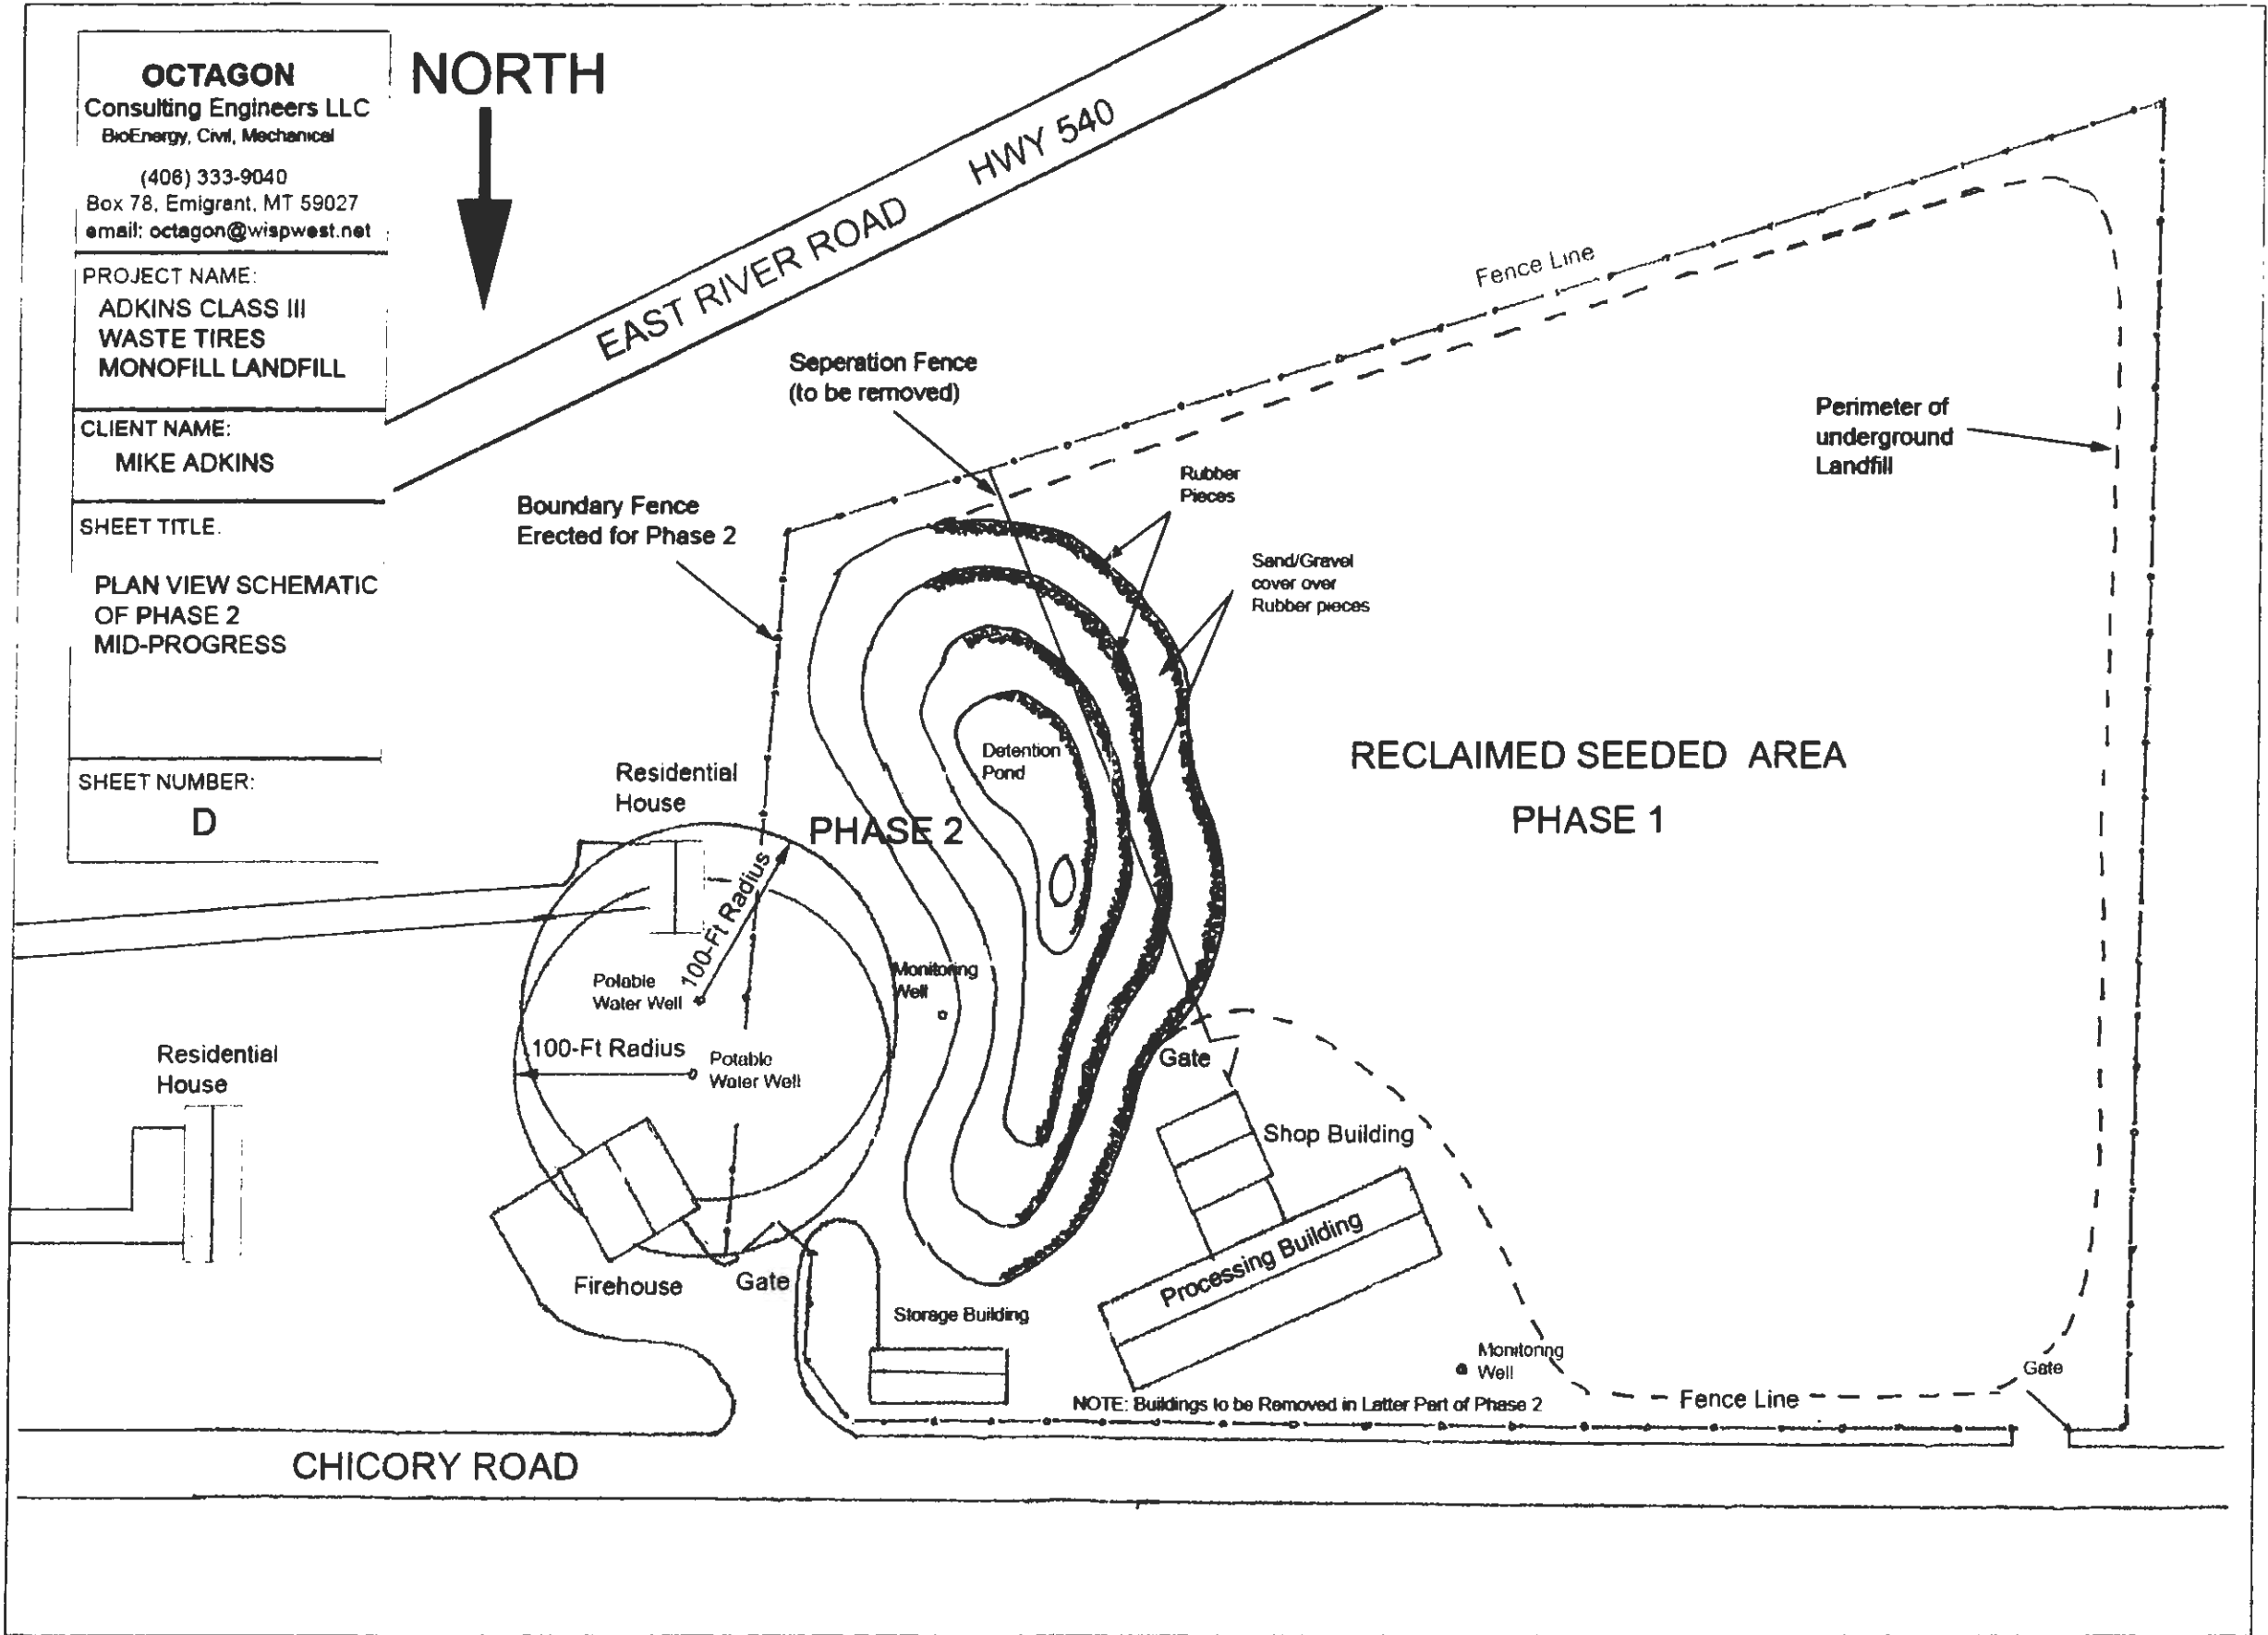 OCTAGON
Consulting Engineers LLC
BioEnergy, Civil, Mechanical
(406) 333-9040
Box 78, Emigrant, MT 59027
email: octagon@wispwest.net
PROJECT NAME:
ADKINS CLASS III
WASTE TIRES
MONOFILL LANDFILL
CLIENT NAME:
MIKE ADKINS
SHEET TITLE.
PLAN VIEW SCHEMATIC
OF PHASE 2
MID-PROGRESS
SHEET NUMBER:
D
NORTH
EAST RIVER ROAD HWY 540
Fence Line
Seperation Fence
(to be removed)
Perimeter of
underground
Landfill
Rubber
Pieces
Boundary Fence
Erected for Phase 2
Sand/Gravel
cover over
Rubber pieces
Detention
Pond
RECLAIMED SEEDED AREA
PHASE 1
Residential
House
PHASE 2
100-Ft Radius
Potable
Water Well
Monitoring
Well
100-Ft Radius
Potable
Water Well
Residential
House
Gate
Shop Building
Processing Building
Firehouse
Gate
Storage Building
Monitoring
Well
Gate
NOTE: Buildings to be Removed in Latter Part of Phase 2
Fence Line
CHICORY ROAD